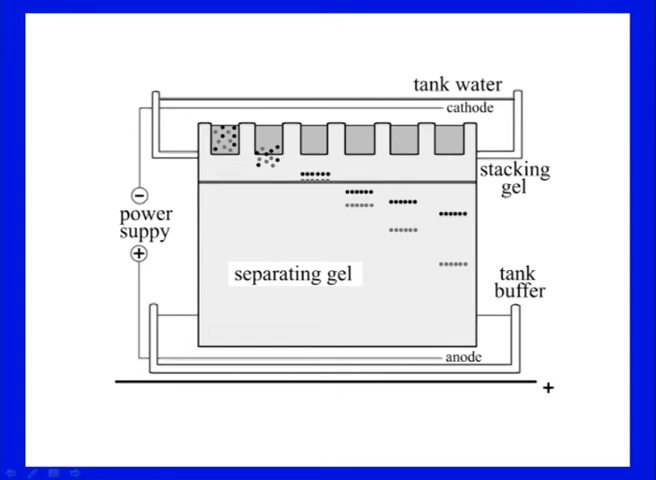 tank water
cathode
stacking
gel
−
power
suppy
+
separating gel
tank
buffer
anode
+